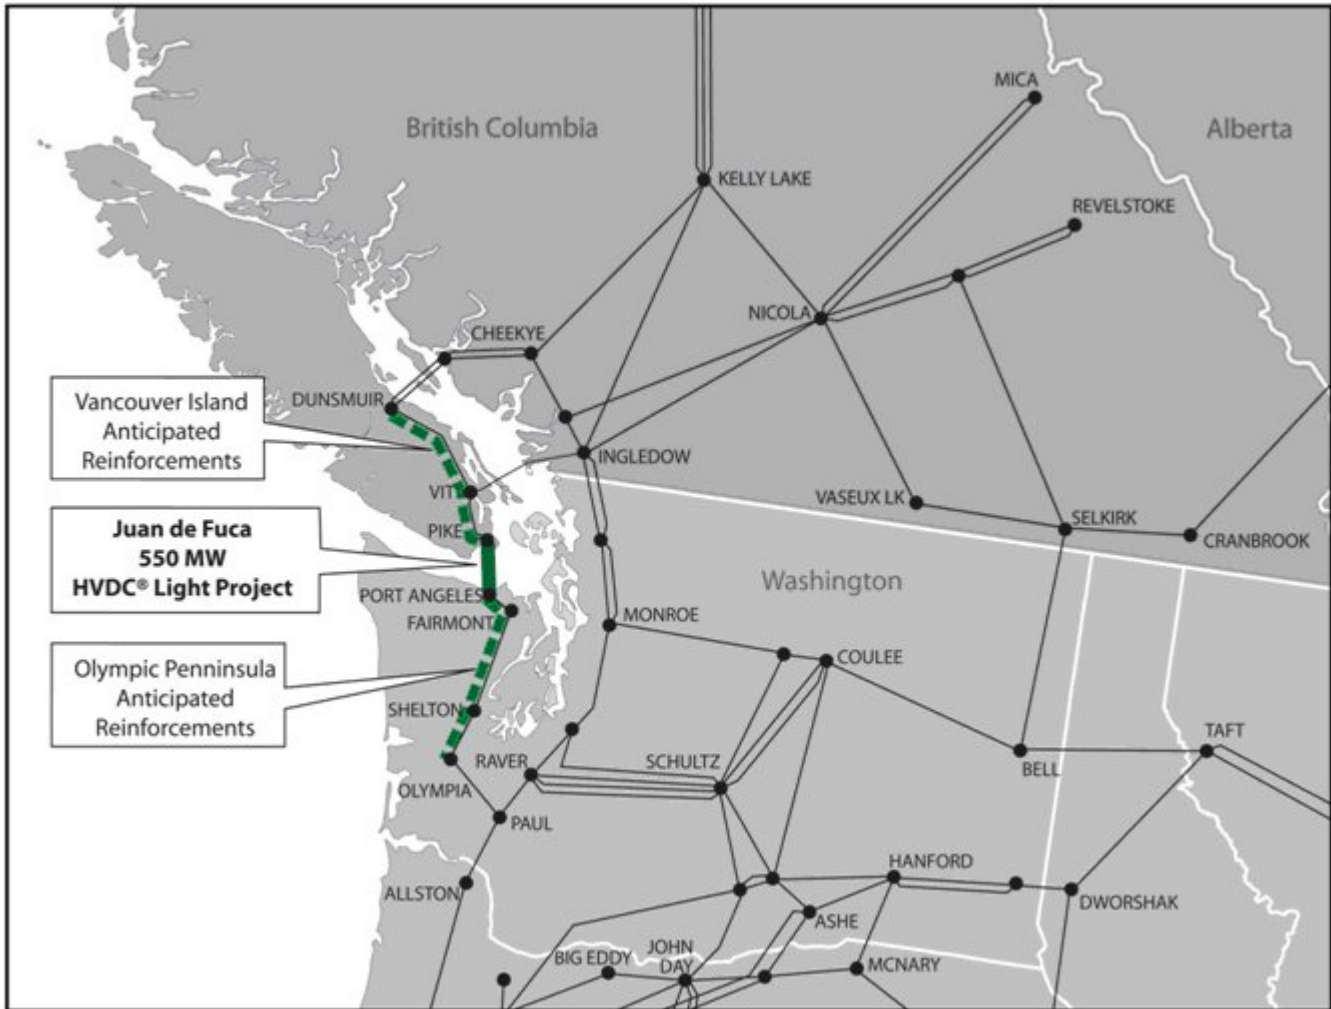 MICA
British Columbia
Alberta
KELLY LAKE
REVELSTOKE
NICOLA
CHEEKYE
Vancouver Island
Anticipated
Reinforcements
DUNSMUIR
INGLEDOW
VIT
VASEUX LK
SELKIRK
CRANBROOK
Juan de Fuca
550 MW
HVDC® Light Project
PIKE
Washington
PORT ANGELES
FAIRMONT
MONROE
COULEE
Olympic Penninsula
Anticipated
Reinforcements
SHELTON
TAFT
RAVER
SCHULTZ
BELL
OLYMPIA
PAUL
HANFORD
ALLSTON
DWORSHAK
ASHE
BIG EDDY
JOHN
DAY
MCNARY